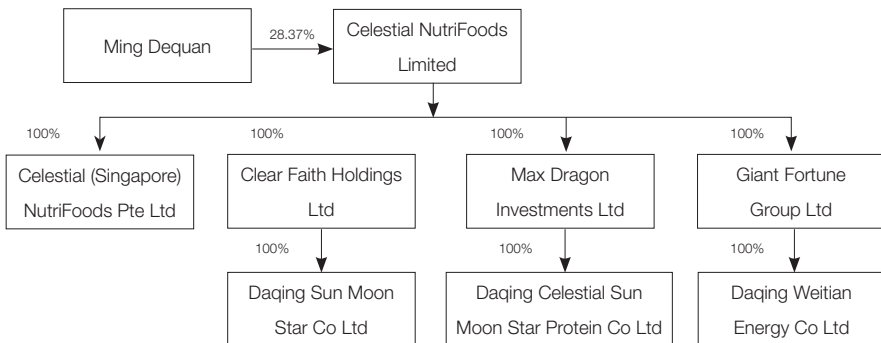 Ming Dequan
28.37%
Celestial NutriFoods
Limited
100%
100%
100%
100%
Celestial (Singapore)
NutriFoods Pte Ltd
Clear Faith Holdings
Ltd
Max Dragon
Investments Ltd
Giant Fortune
Group Ltd
100%
100%
100%
Daqing Sun Moon
Star Co Ltd
Daqing Celestial Sun
Moon Star Protein Co Ltd
Daqing Weitian
Energy Co Ltd